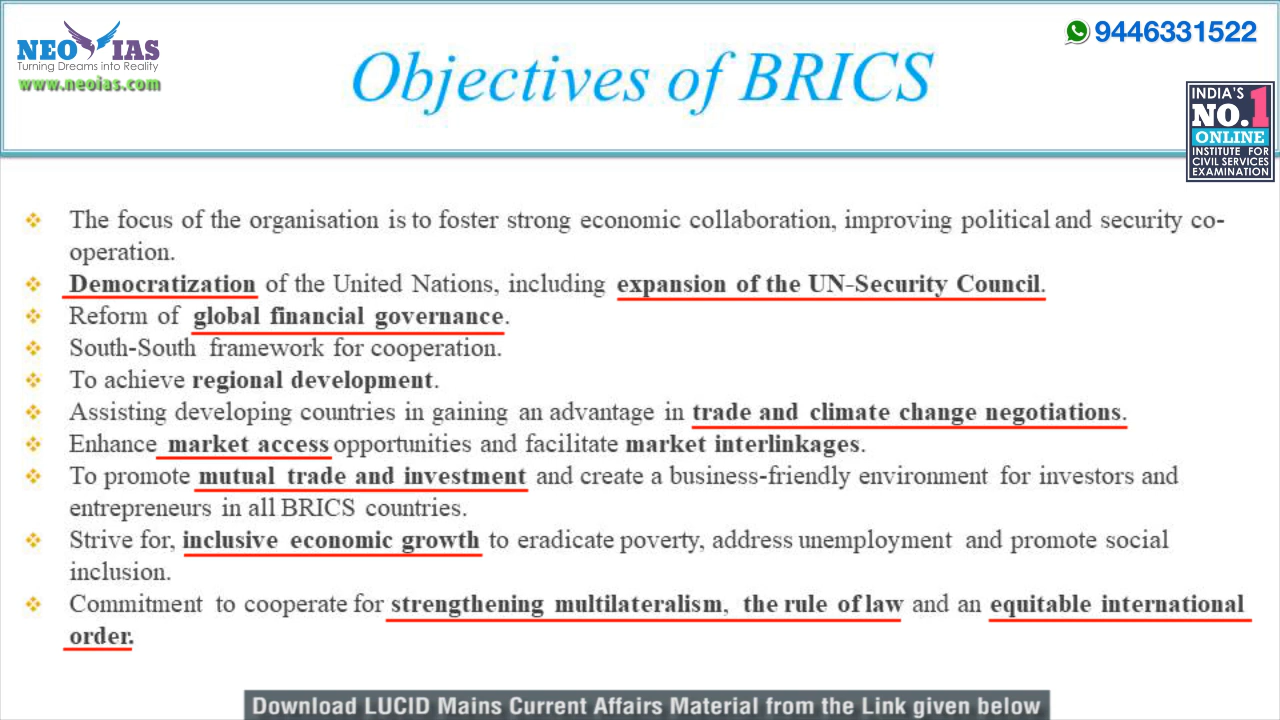 NEO IAS
Turning Dreams into Reality
www.neoias.com
9446331522
Objectives of BRICS
INDIA'S
NO.1
ONLINE
INSTITUTE FOR
CIVIL SERVICES
EXAMINATION
The focus of the organisation is to foster strong economic collaboration, improving political and security co-
operation.
Democratization of the United Nations, including expansion of the UN-Security Council.
Reform of global financial governance.
South-South framework for cooperation.
To achieve regional development.
Assisting developing countries in gaining an advantage in trade and climate change negotiations.
Enhance market access opportunities and facilitate market interlinkages.
To promote mutual trade and investment and create a business-friendly environment for investors and
entrepreneurs in all BRICS countries.
Strive for, inclusive economic growth to eradicate poverty, address unemployment and promote social
inclusion.
Commitment to cooperate for strengthening multilateralism, the rule of law and an equitable international
order.
Download LUCID Mains Current Affairs Material from the Link given below